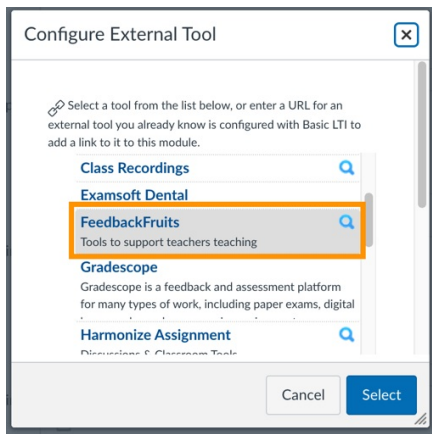 Configure External Tool
Select a tool from the list below, or enter a URL for an
external tool you already know is configured with Basic LTI to
add a link to it to this module.
Class Recordings
Examsoft Dental
FeedbackFruits
Tools to support teachers teaching
Gradescope
Gradescope is a feedback and assessment platform
for many types of work, including paper exams, digital
Harmonize Assignment
Discussions & Classroom Tools
Cancel
Select